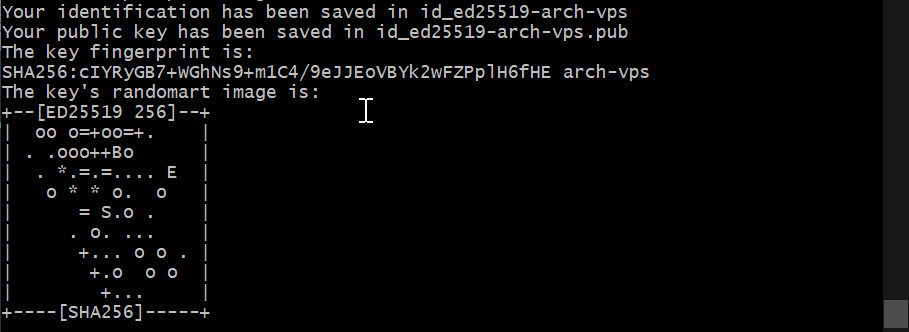 Your identification has been saved in id_ed25519-arch-vps
Your public key has been saved in id_ed25519-arch-vps.pub
The key fingerprint is:
SHA256:cIYRyGB7+WGhNs9+m1C4/9eJJEoVBYk2wFZPplH6fHE arch-vps
The key's randomart image is:
+--[ED25519 256]--+
|  oo o=+oo=+.    |
| . .ooo++Bo      |
|  . *.=.=.... E  |
|   o * * o.  o   |
|      = S.o .    |
|     . o. ...    |
|      +... o o . |
|       +.o  o o  |
|        +...     |
+----[SHA256]-----+